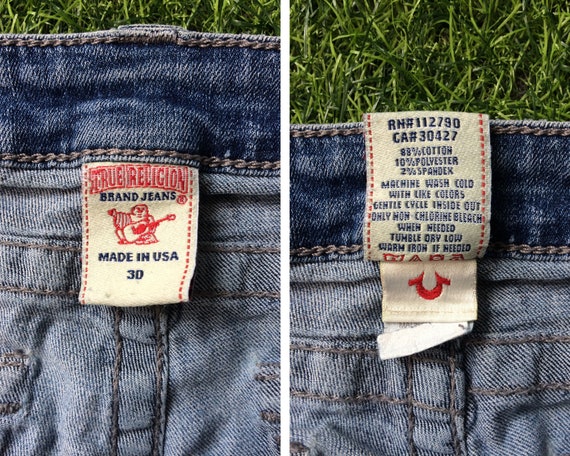 TRUE RELIGION
®
BRAND JEANS
MADE IN USA
30
RN#112790
CA#30427
88%COTTON
10%POLYESTER
2%SPANDEX
MACHINE WASH COLD
WITH LIKE COLORS
GENTLE CYCLE INSIDE OUT
ONLY NON CHLORINE BLEACH
WHEN NEEDED
TUMBLE DRY LOW
WARM IRON IF NEEDED